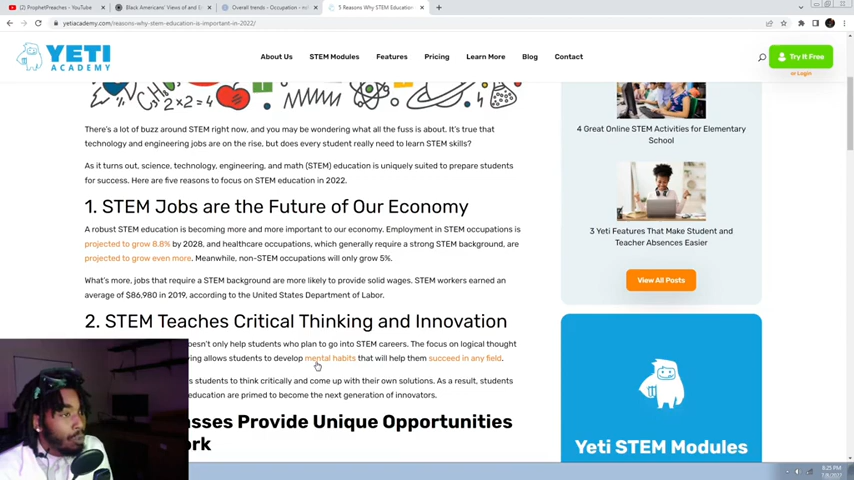 (2) ProphetPreaches - YouTube
Black Americans' Views of and E
Overall trends - Occupation - m
5 Reasons Why STEM Education
yetiacademy.com/reasons-why-stem-education-is-important-in-2022/
YETI
ACADEMY
About Us
STEM Modules
Features
Pricing
Learn More
Blog
Contact
Try It Free
or Login
2×2=4
There's a lot of buzz around STEM right now, and you may be wondering what all the fuss is about. It's true that
technology and engineering jobs are on the rise, but does every student really need to learn STEM skills?
As it turns out, science, technology, engineering, and math (STEM) education is uniquely suited to prepare students
for success. Here are five reasons to focus on STEM education in 2022.
1. STEM Jobs are the Future of Our Economy
A robust STEM education is becoming more and more important to our economy. Employment in STEM occupations is
projected to grow 8.8% by 2028, and healthcare occupations, which generally require a strong STEM background, are
projected to grow even more. Meanwhile, non-STEM occupations will only grow 5%.
What's more, jobs that require a STEM background are more likely to provide solid wages. STEM workers earned an
average of $86,980 in 2019, according to the United States Department of Labor.
2. STEM Teaches Critical Thinking and Innovation
esn't only help students who plan to go into STEM careers. The focus on logical thought
ing allows students to develop mental habits that will help them succeed in any field.
s students to think critically and come up with their own solutions. As a result, students
education are primed to become the next generation of innovators.
asses Provide Unique Opportunities
rk
4 Great Online STEM Activities for Elementary
School
3 Yeti Features That Make Student and
Teacher Absences Easier
View All Posts
Yeti STEM Modules
8:25 PM